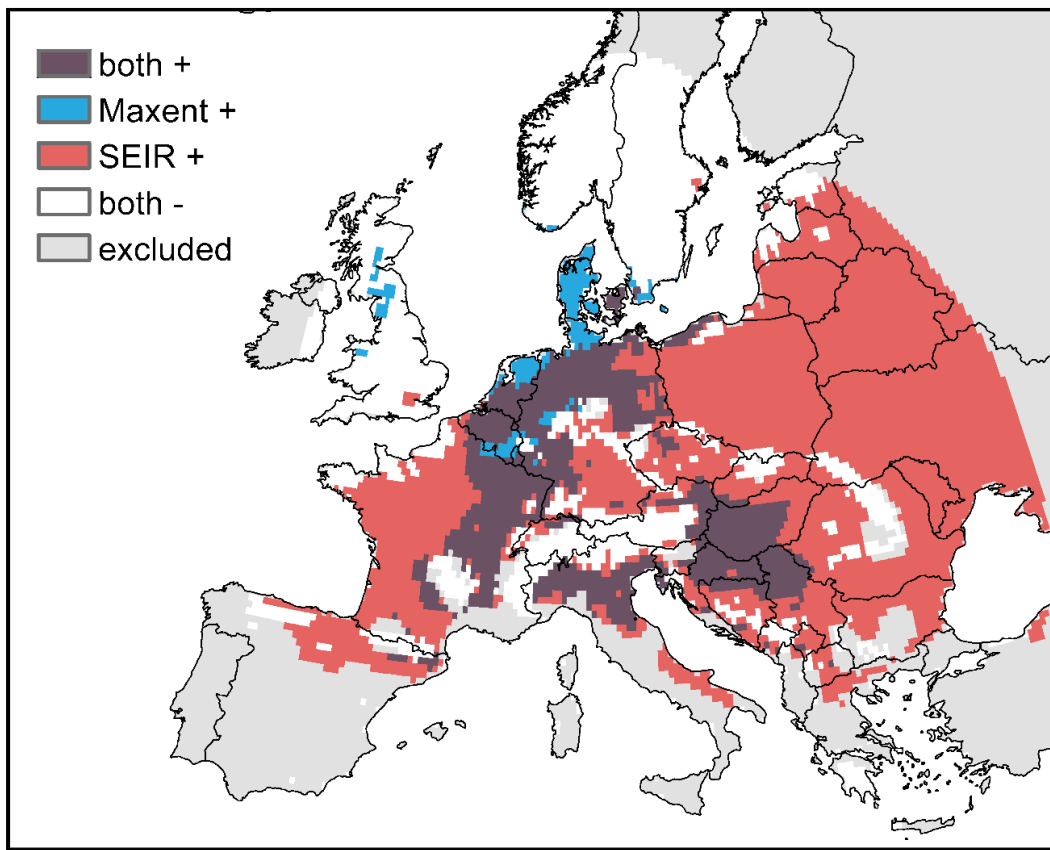 both +
Maxent +
SEIR +
both -
excluded